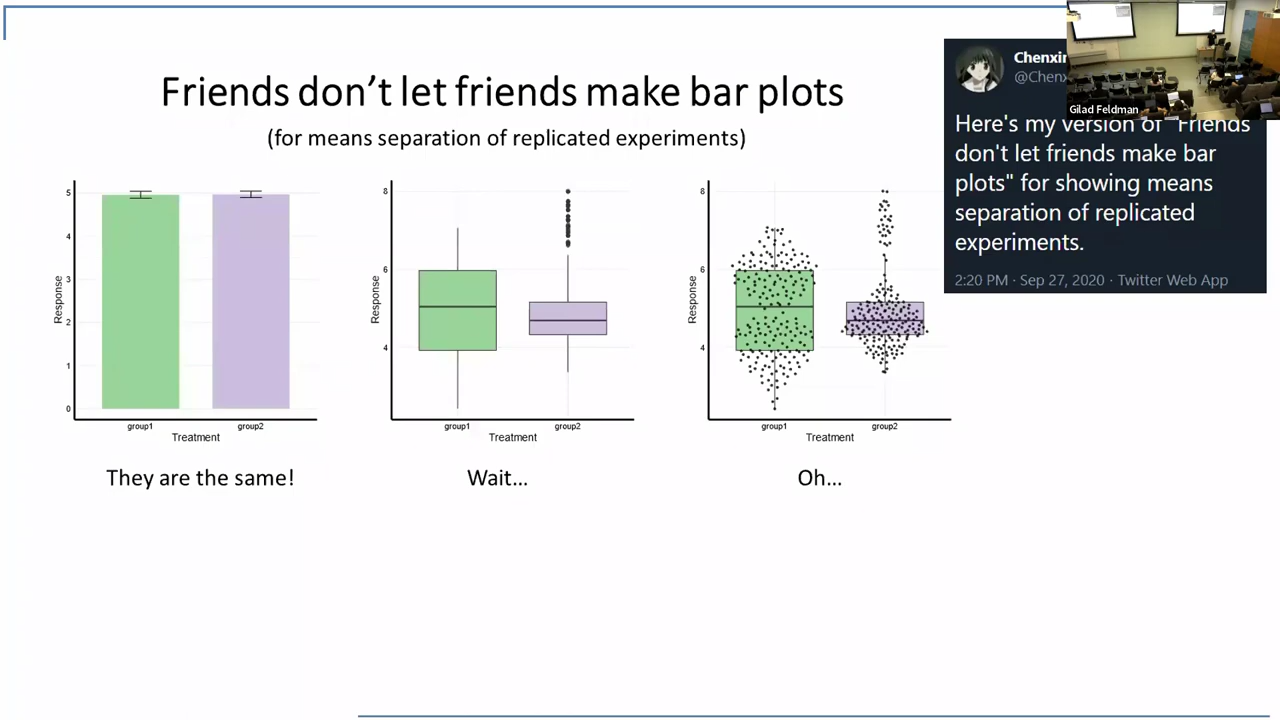 Friends don't let friends make bar plots
(for means separation of replicated experiments)
Response
5
4
3
2
1
0
group1
group2
Treatment
They are the same!
Response
8
6
4
group1
group2
Treatment
Wait...
Response
8
6
4
group1
group2
Treatment
Oh...
Gilad Feldman
Here's my version of "Friends
don't let friends make bar
plots" for showing means
separation of replicated
experiments.
2:20 PM · Sep 27, 2020 · Twitter Web App